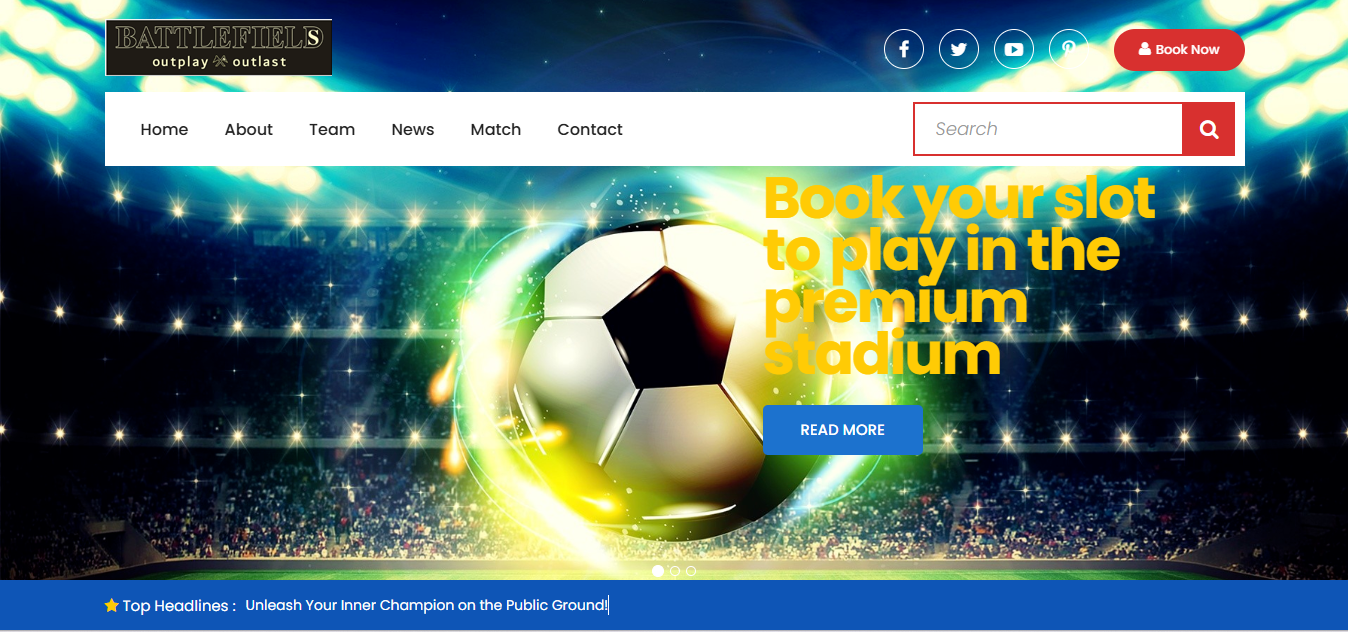 BATTLEFIELS
outplay outlast
Book Now
Home About Team News Match Contact
Search
Book your slot
to play in the
premium
stadium
READ MORE
Top Headlines : Unleash Your Inner Champion on the Public Ground!